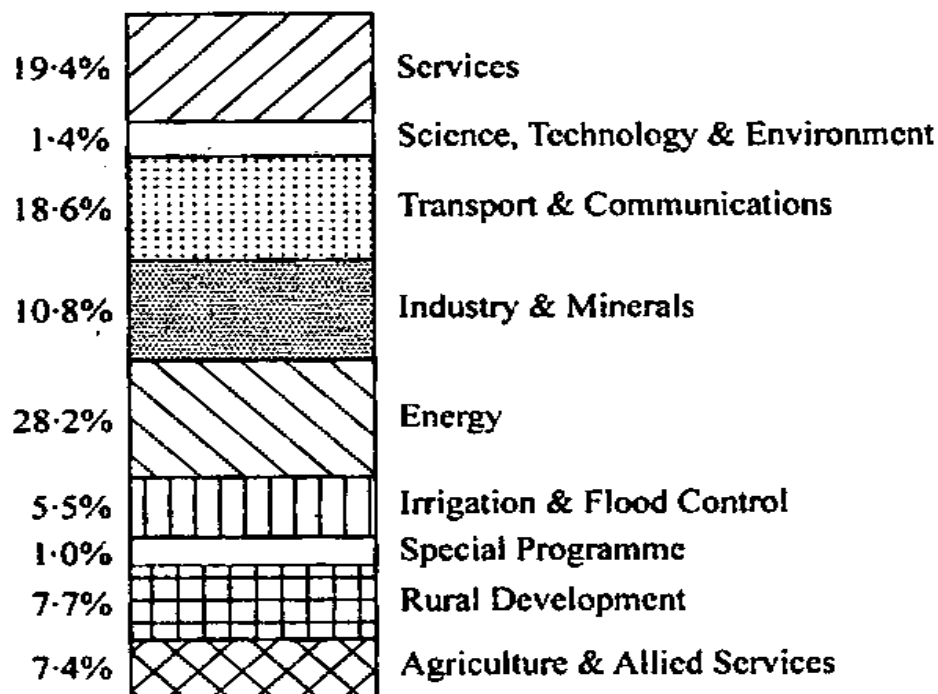 19·4% Services
1·4% Science, Technology & Environment
18·6% Transport & Communications
10·8% Industry & Minerals
28·2% Energy
5·5% Irrigation & Flood Control
1·0% Special Programme
7·7% Rural Development
7·4% Agriculture & Allied Services